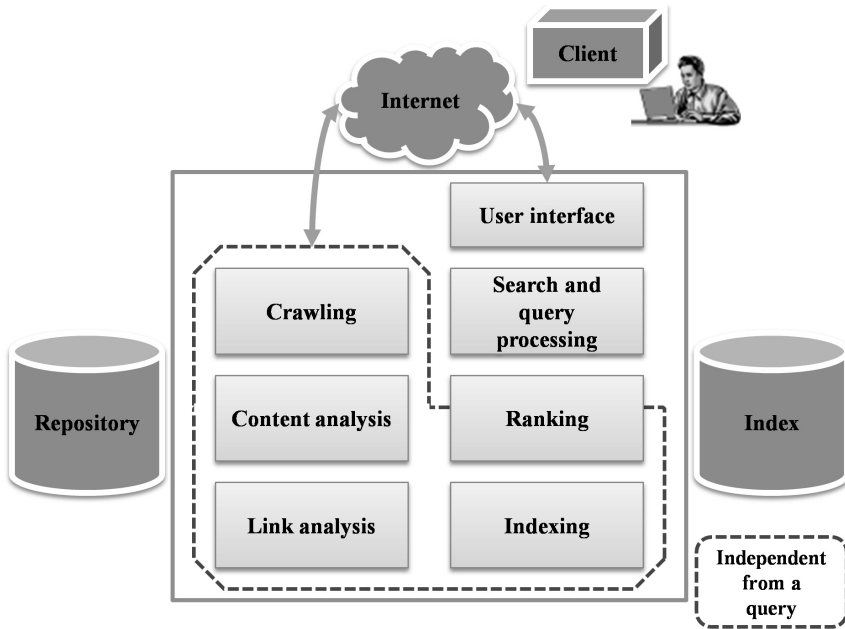 Client
Internet
User interface
Crawling
Search and
query
processing
Repository
Content analysis
Ranking
Index
Link analysis
Indexing
Independent
from a
query